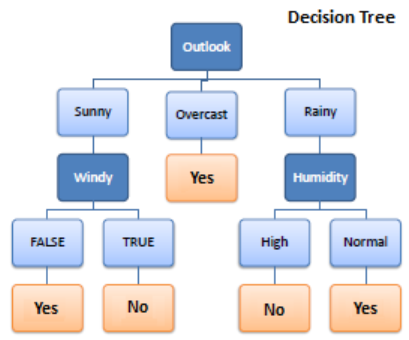 Decision Tree
Outlook
Sunny
Overcast
Rainy
Windy
Yes
Humidity
FALSE
TRUE
High
Normal
Yes
No
No
Yes